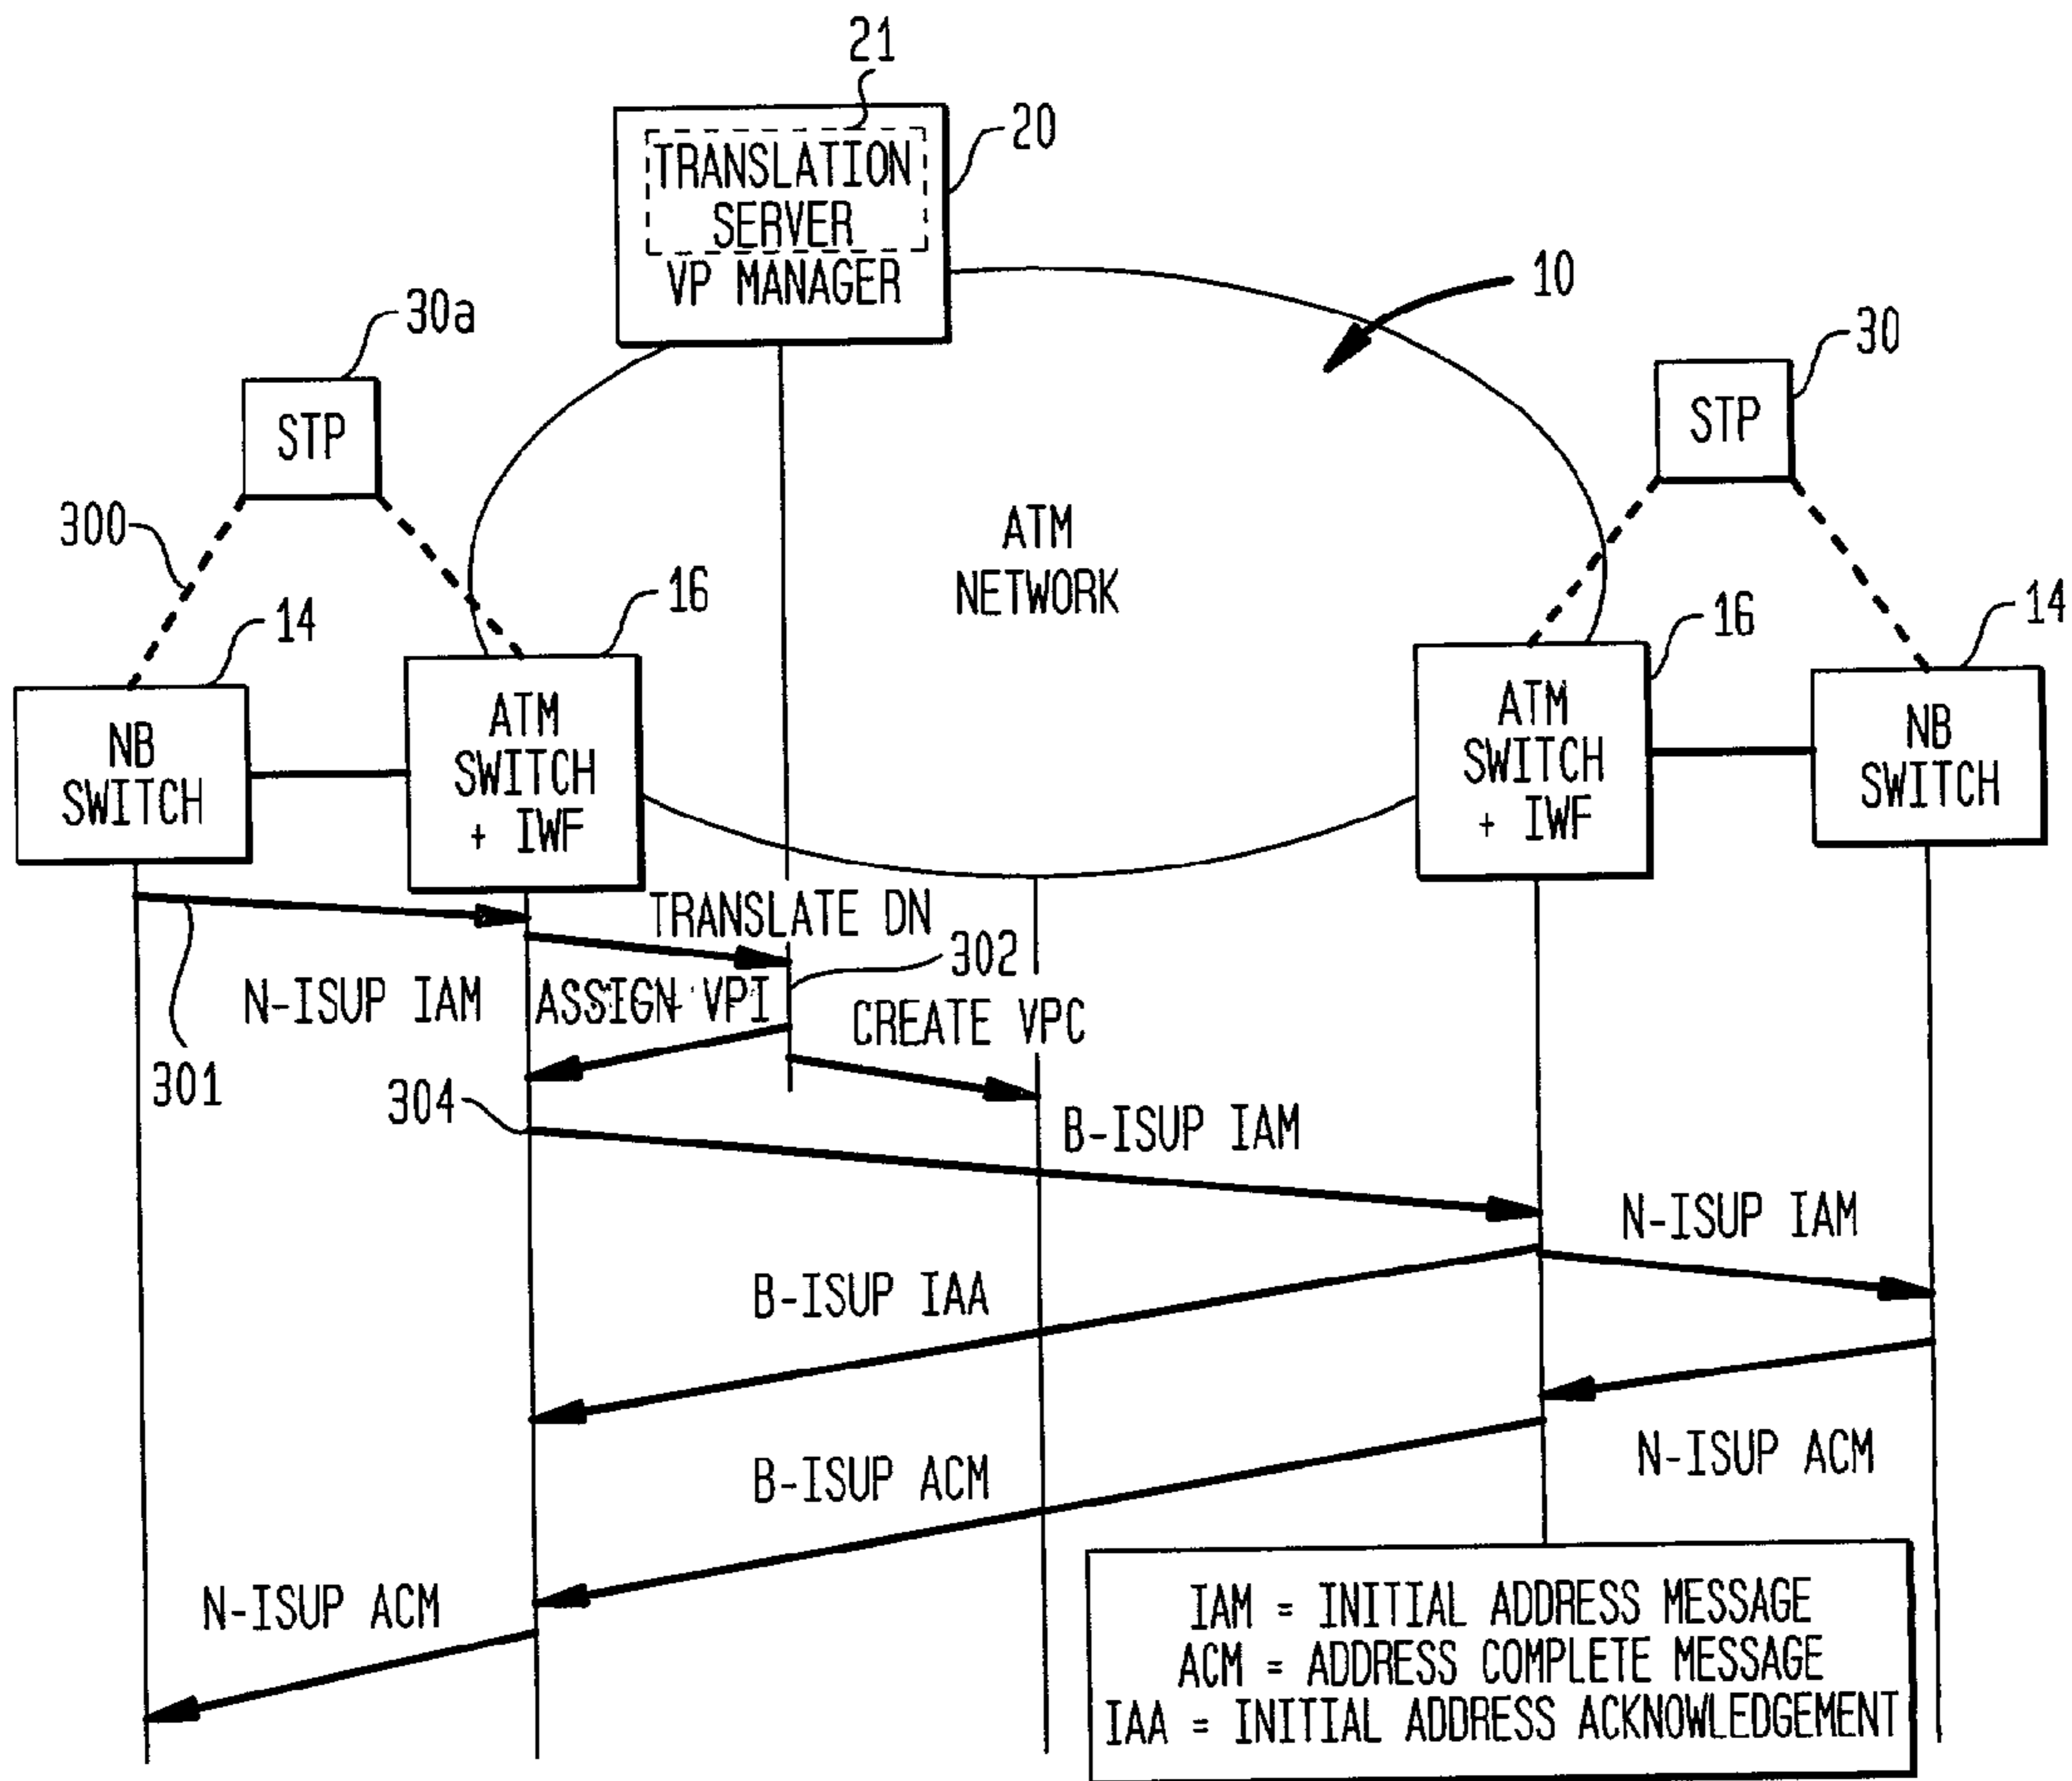 21
TRANSLATION
SERVER
VP MANAGER
20
10
30a
STP
30
STP
300
ATM
NETWORK
14
16
16
14
NB
SWITCH
ATM
SWITCH
+ IWF
ATM
SWITCH
+ IWF
NB
SWITCH
TRANSLATE DN
302
N-ISUP IAM
ASSIGN VPI
CREATE VPC
301
304
B-ISUP IAM
N-ISUP IAM
B-ISUP IAA
N-ISUP ACM
B-ISUP ACM
N-ISUP ACM
IAM = INITIAL ADDRESS MESSAGE
ACM = ADDRESS COMPLETE MESSAGE
IAA = INITIAL ADDRESS ACKNOWLEDGEMENT